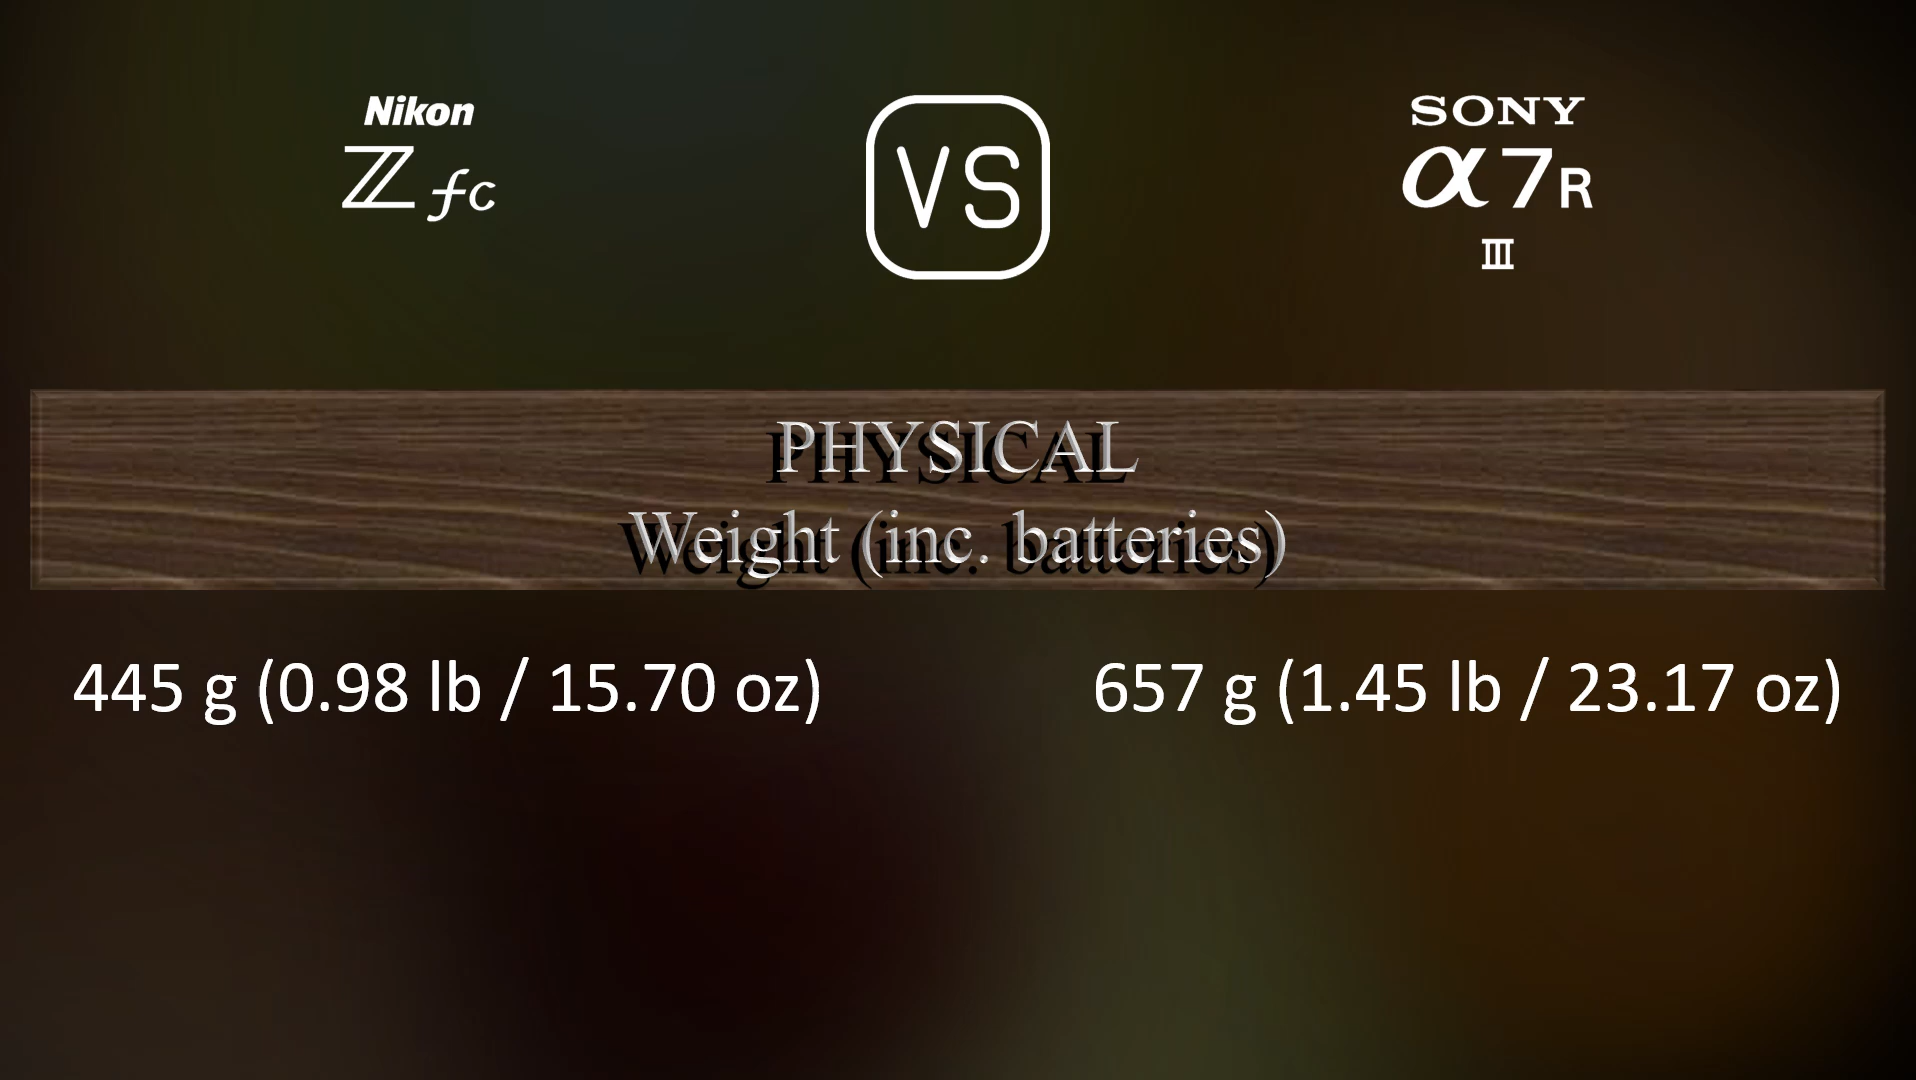 Nikon
Z fc
VS
SONY
α7R
III
PHYSICAL
Weight (inc. batteries)
445 g (0.98 lb / 15.70 oz)
657 g (1.45 lb / 23.17 oz)